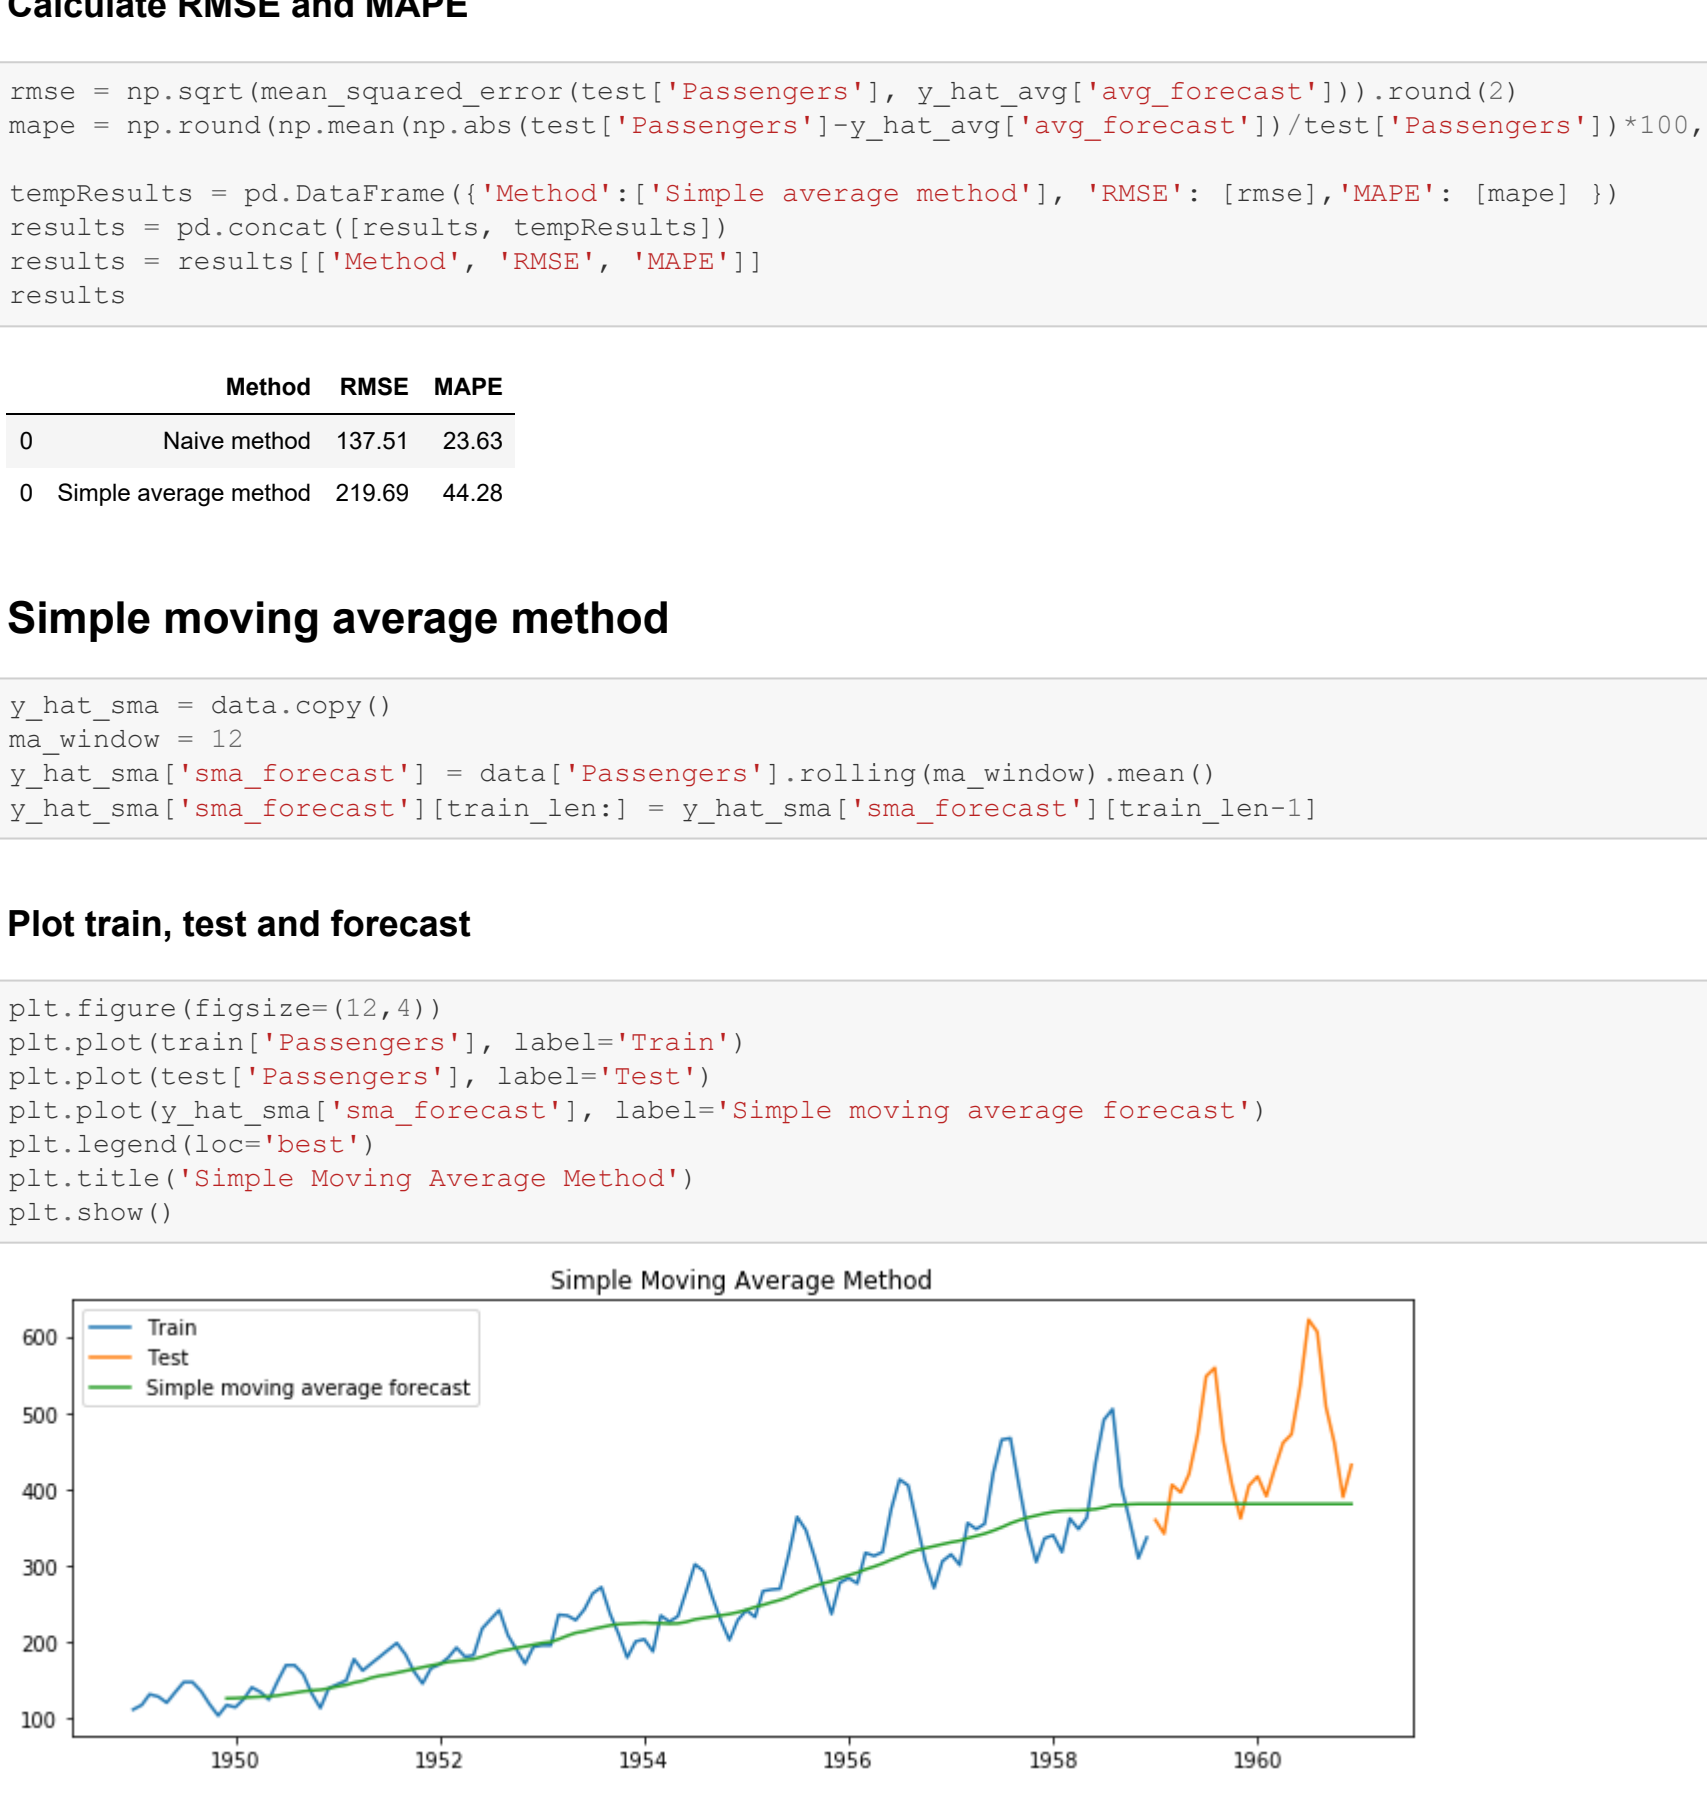 Calculate RMSE and MAPE
rmse = np.sqrt(mean_squared_error(test['Passengers'], y_hat_avg['avg_forecast'])).round(2)
mape = np.round(np.mean(np.abs(test['Passengers']-y_hat_avg['avg_forecast'])/test['Passengers'])*100,
tempResults = pd.DataFrame({'Method':['Simple average method'], 'RMSE': [rmse],'MAPE': [mape] })
results = pd.concat([results, tempResults])
results = results[['Method', 'RMSE', 'MAPE']]
results
Method RMSE MAPE
0 Naive method 137.51 23.63
0 Simple average method 219.69 44.28
Simple moving average method
y_hat_sma = data.copy()
ma_window = 12
y_hat_sma['sma_forecast'] = data['Passengers'].rolling(ma_window).mean()
y_hat_sma['sma_forecast'][train_len:] = y_hat_sma['sma_forecast'][train_len-1]
Plot train, test and forecast
plt.figure(figsize=(12,4))
plt.plot(train['Passengers'], label='Train')
plt.plot(test['Passengers'], label='Test')
plt.plot(y_hat_sma['sma_forecast'], label='Simple moving average forecast')
plt.legend(loc='best')
plt.title('Simple Moving Average Method')
plt.show()
Simple Moving Average Method
Train
Test
Simple moving average forecast
600
500
400
300
200
100
1950 1952 1954 1956 1958 1960